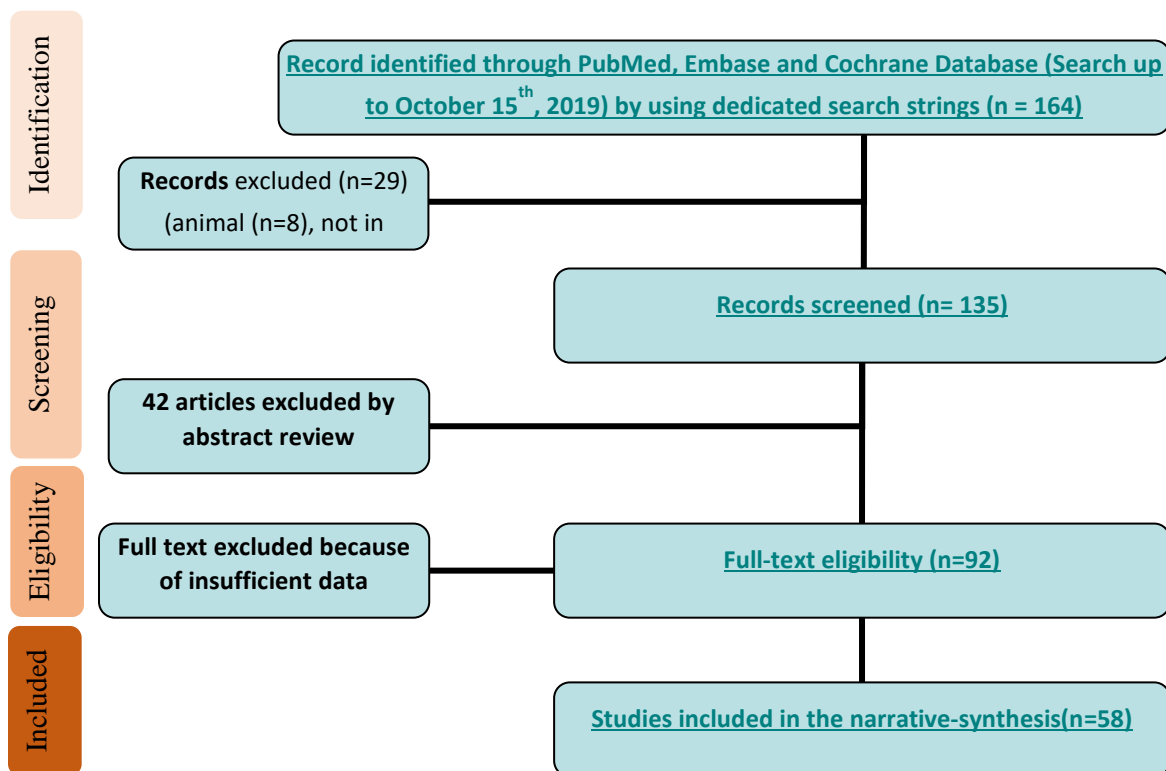 Identification
Record identified through PubMed, Embase and Cochrane Database (Search up
to October 15th, 2019) by using dedicated search strings (n = 164)
Records excluded (n=29)
(animal (n=8), not in
Screening
Records screened (n= 135)
42 articles excluded by
abstract review
Eligibility
Full text excluded because
of insufficient data
Full-text eligibility (n=92)
Included
Studies included in the narrative-synthesis(n=58)